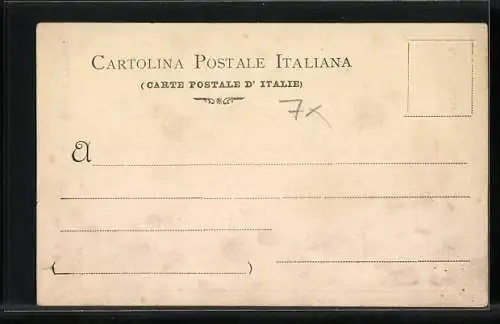 CARTOLINA POSTALE ITALIANA
(CARTE POSTALE D' ITALIE)
7x
A
( )